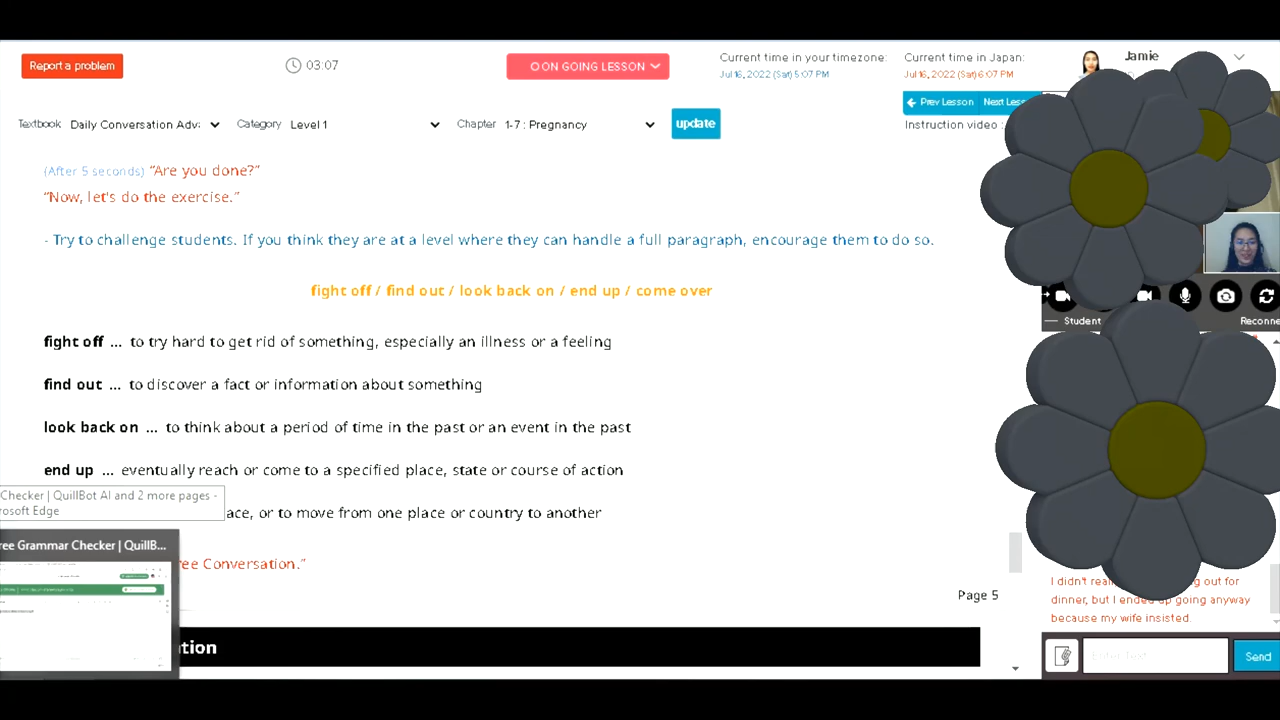 Report a problem
03:07
ON GOING LESSON
Current time in your timezone:
Jul 16, 2022 (Sat) 5:07 PM
Current time in Japan:
Jul 16, 2022 (Sat) 6:07 PM
Jamie
Prev Lesson Next
Textbook Daily Conversation Adv: Category Level 1 Chapter 1-7 : Pregnancy update
Instruction video :
(After 5 seconds) “Are you done?”
“Now, let's do the exercise.”
- Try to challenge students. If you think they are at a level where they can handle a full paragraph, encourage them to do so.
fight off / find out / look back on / end up / come over
fight off ... to try hard to get rid of something, especially an illness or a feeling
find out ... to discover a fact or information about something
look back on ... to think about a period of time in the past or an event in the past
end up ... eventually reach or come to a specified place, state or course of action
Checker | QuillBot AI and 2 more pages -
rosoft Edge
ace, or to move from one place or country to another
ree Grammar Checker | QuillB...
ree Conversation.”
Page 5
ation
Student
Reconne
I didn't out for
dinner, but I ended up going anyway
because my wife insisted.
Enter Text
Send